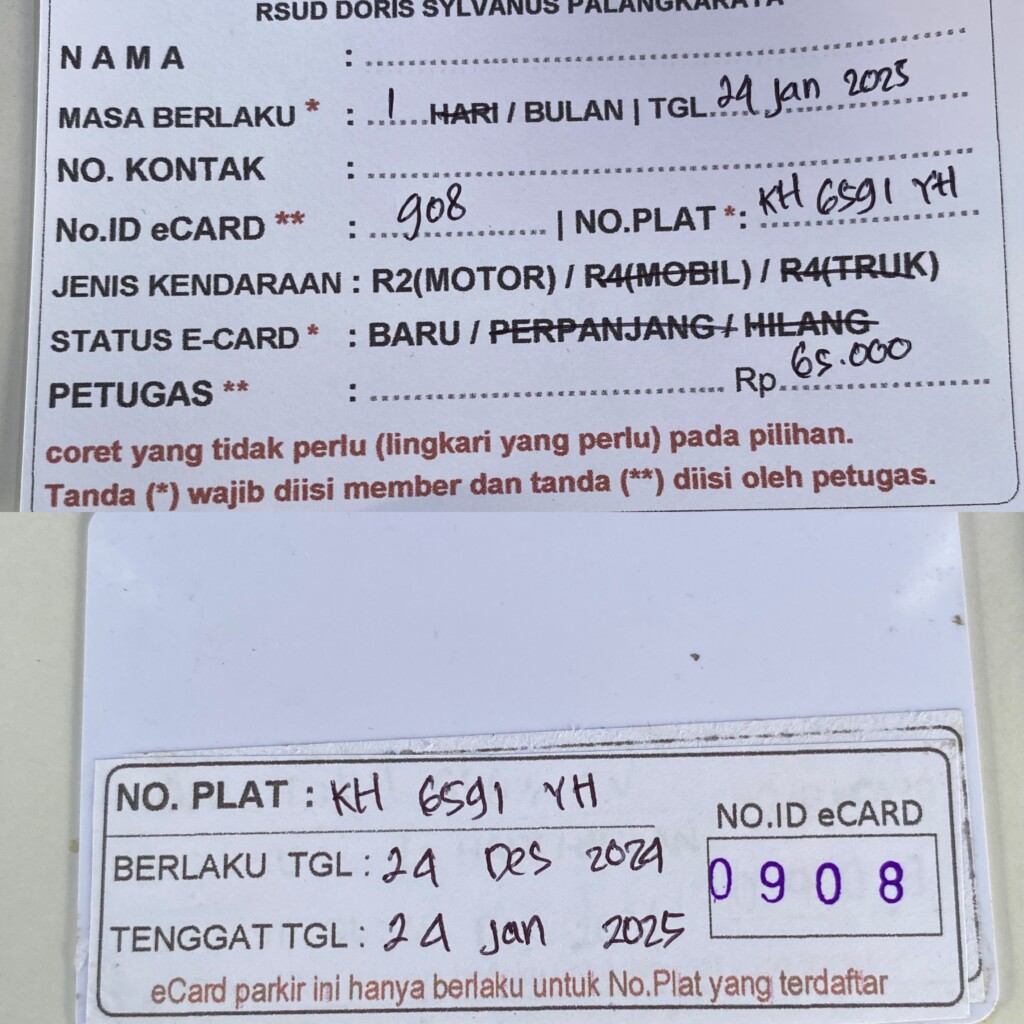 RSUD DORIS SYLVANUS PALANGKARAYA
NAMA :
MASA BERLAKU * : 1 HARI / BULAN | TGL. 24 Jan 2025
NO. KONTAK :
No.ID eCARD ** : 908 | NO.PLAT *: KH 6591 YH
JENIS KENDARAAN : R2(MOTOR) / R4(MOBIL) / R4(TRUK)
STATUS E-CARD * : BARU / PERPANJANG / HILANG
PETUGAS ** : Rp. 65.000
coret yang tidak perlu (lingkari yang perlu) pada pilihan.
Tanda (*) wajib diisi member dan tanda (**) diisi oleh petugas.
NO. PLAT : KH 6591 YH
BERLAKU TGL : 24 Des 2024
TENGGAT TGL : 24 Jan 2025
NO.ID eCARD
0908
eCard parkir ini hanya berlaku untuk No.Plat yang terdaftar